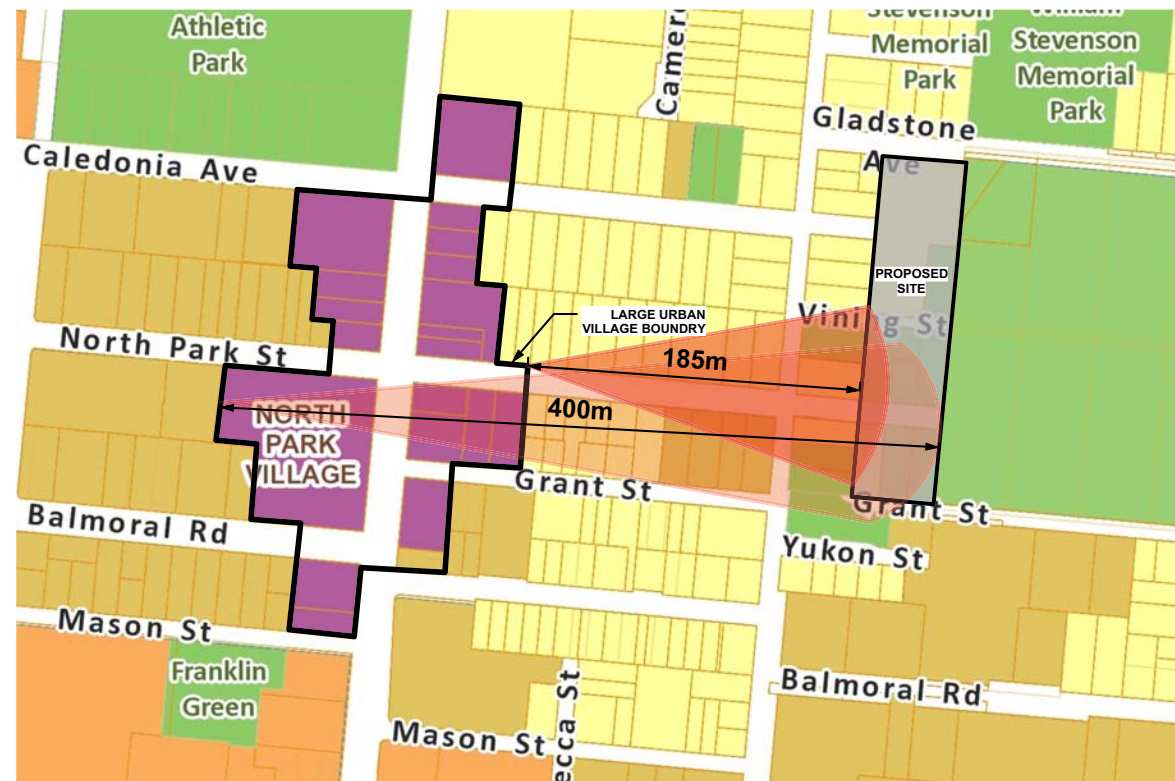 Athletic
Park
Stevenson
Memorial
Park
William
Stevenson
Memorial
Park
Gladstone
Ave
Caledonia Ave
PROPOSED
SITE
LARGE URBAN
VILLAGE BOUNDRY
Vining St
North Park St
185m
400m
NORTH
PARK
VILLAGE
Grant St
Grant St
Balmoral Rd
Yukon St
Mason St
Franklin
Green
Balmoral Rd
Mason St